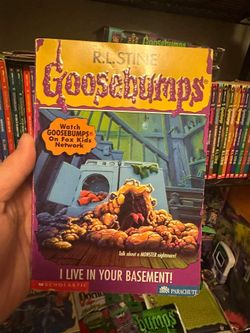 R.L. STINE
Goosebumps®
Watch
GOOSEBUMPS®
On Fox Kids
Network
Talk about a MONSTER nightmare!
I LIVE IN YOUR BASEMENT!
SCHOLASTIC
PARACHUTE